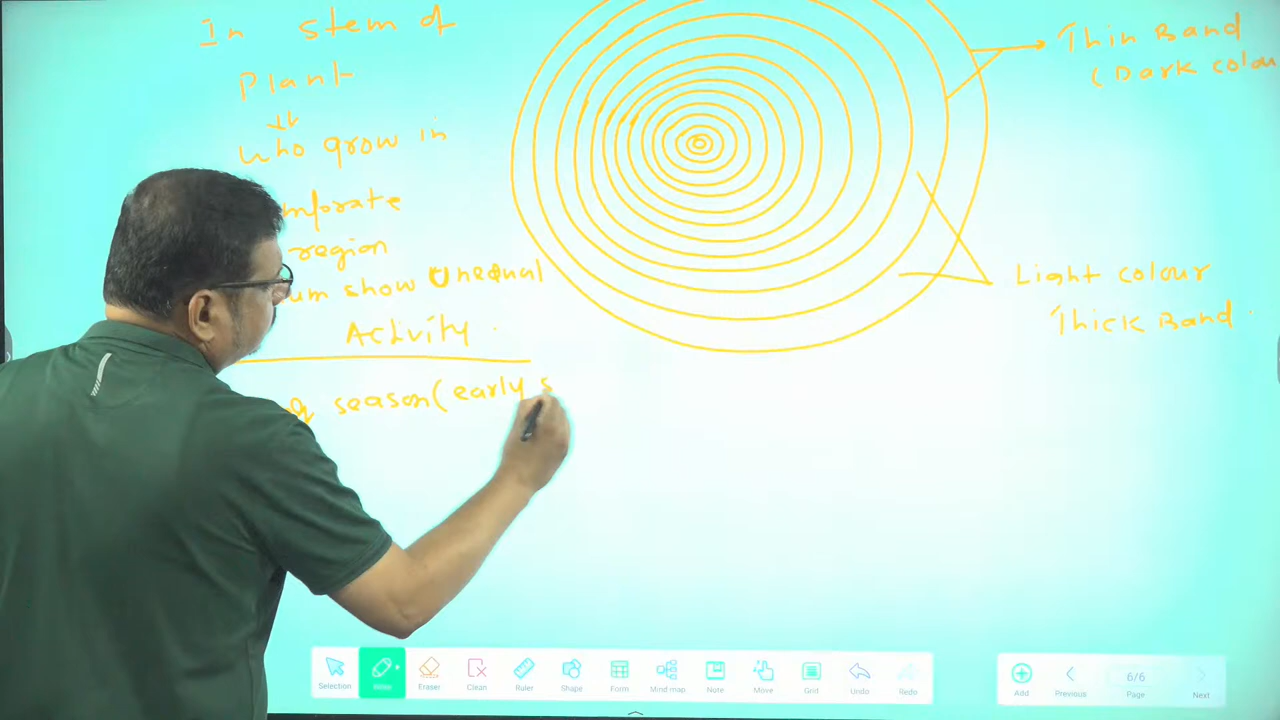 In stem of
Plant
who grow in
region
show Unequal
Activity.
season (early s
Thin Band
(Dark colou
Light colour
Thick Band.
Selection
Eraser
Clean
Ruler
Shape
Form
Mind map
Note
Move
Grid
Undo
Redo
Add
Previous
6/6
Page
Next